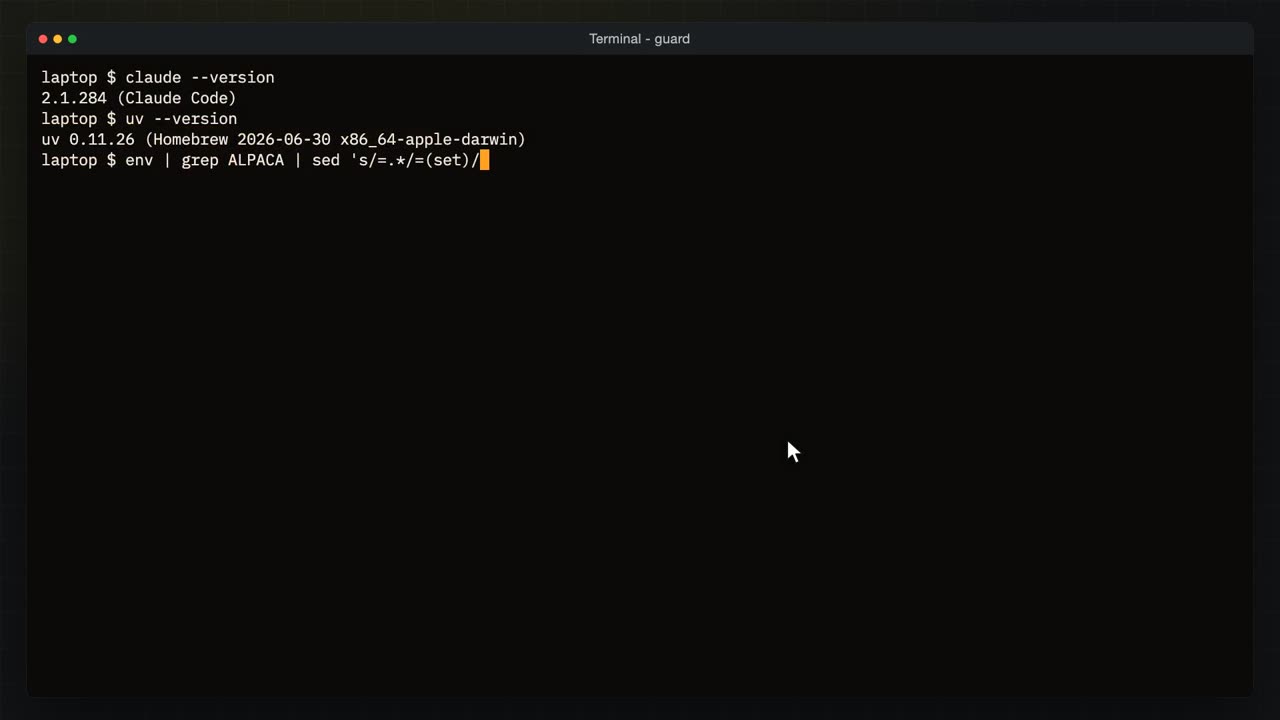 Terminal - guard
laptop $ claude --version
2.1.284 (Claude Code)
laptop $ uv --version
uv 0.11.26 (Homebrew 2026-06-30 x86_64-apple-darwin)
laptop $ env | grep ALPACA | sed 's/=.*/=(set)/